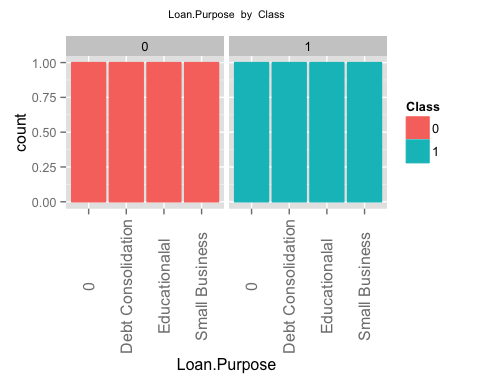 Loan.Purpose by Class
0
1
1.00
0.75
0.50
0.25
0.00
count
0
Debt Consolidation
Educationalal
Small Business
0
Debt Consolidation
Educationalal
Small Business
Loan.Purpose
Class
0
1